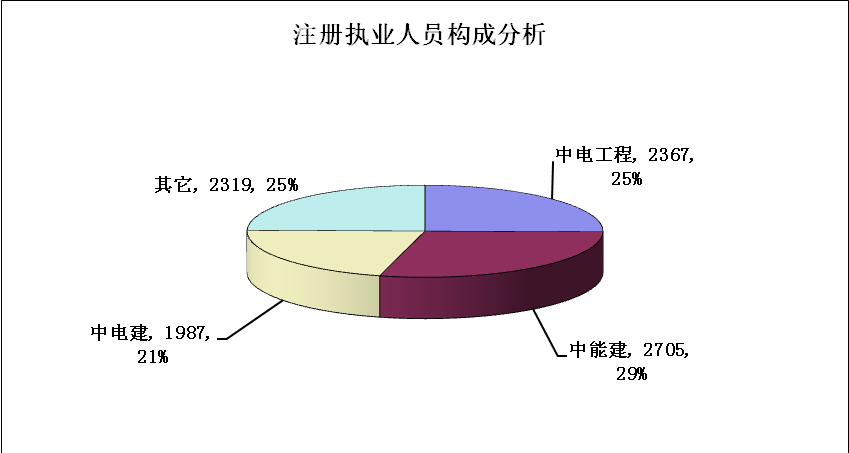 注册执业人员构成分析
中电工程, 2367,
25%
其它, 2319, 25%
中电建, 1987,
21%
中能建, 2705,
29%